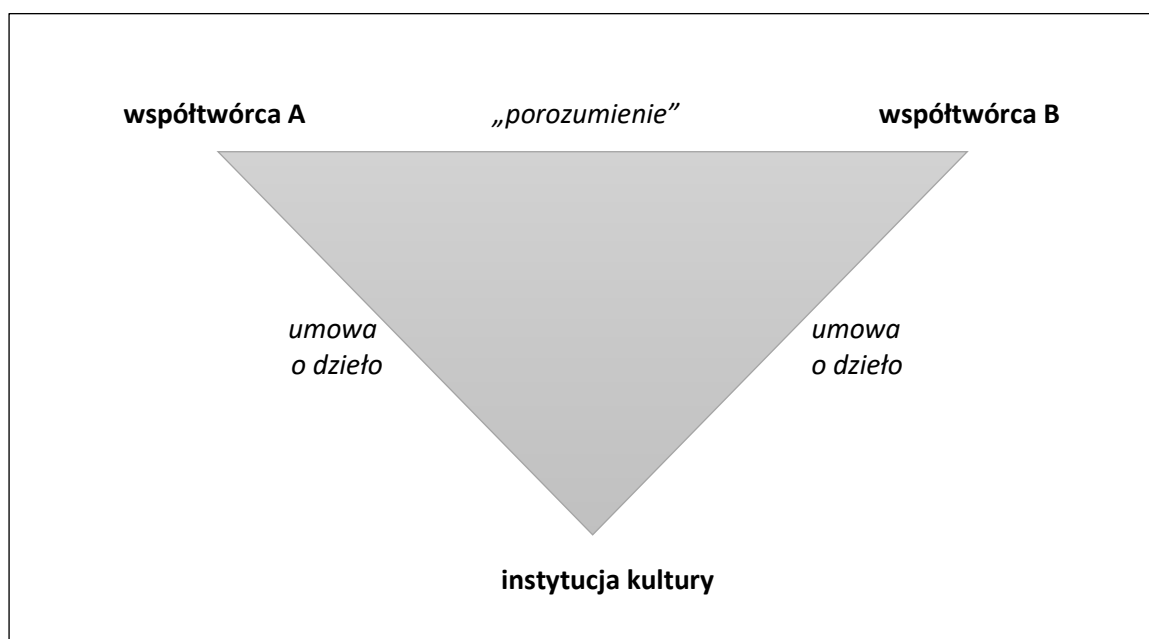 współtwórca A
„porozumienie”
współtwórca B
umowa
o dzieło
umowa
o dzieło
instytucja kultury